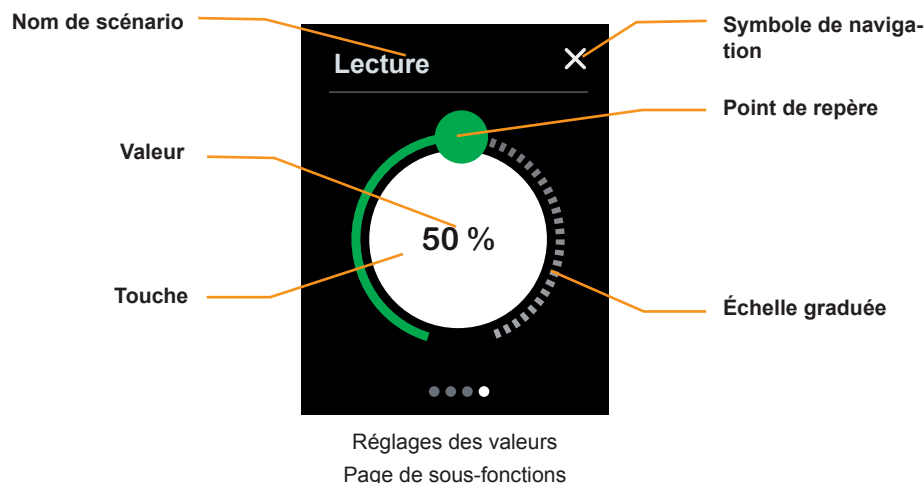 Nom de scénario
Symbole de naviga-
tion
Lecture
Point de repère
Valeur
50 %
Touche
Échelle graduée
Réglages des valeurs
Page de sous-fonctions